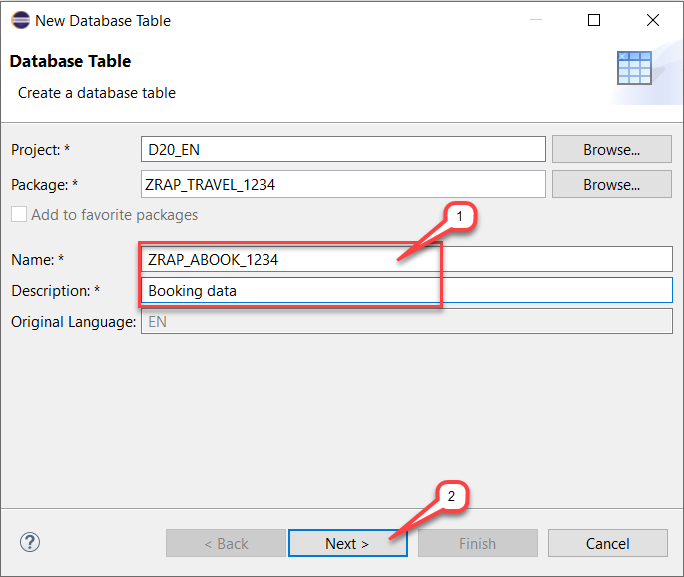 New Database Table
Database Table
Create a database table
Project: * D20_EN Browse...
Package: * ZRAP_TRAVEL_1234 Browse...
Add to favorite packages
1
Name: * ZRAP_ABOOK_1234
Description: * Booking data
Original Language: EN
2
? < Back Next > Finish Cancel